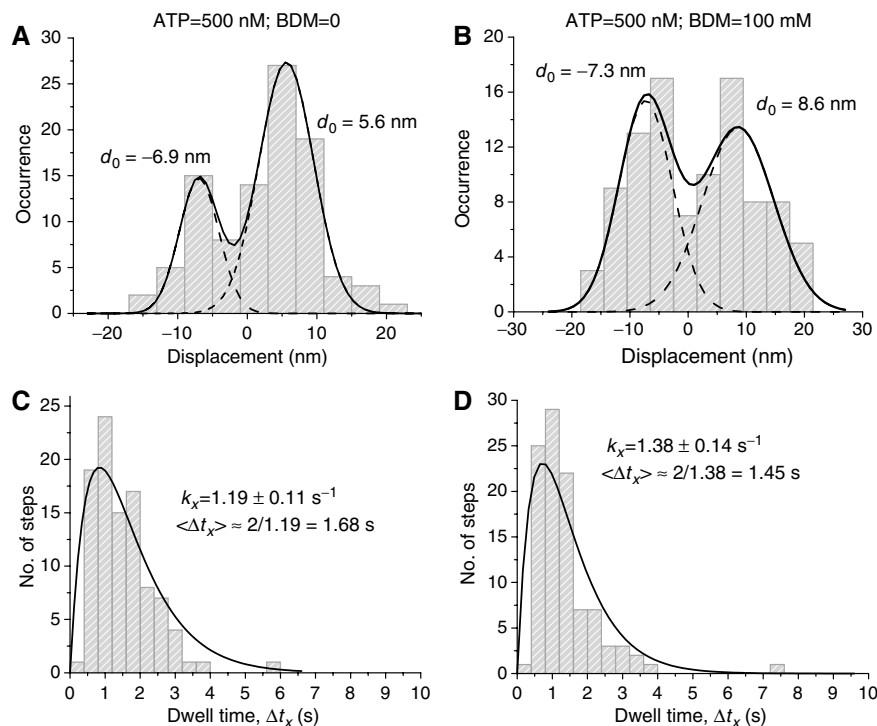 ATP=500 nM; BDM=0
ATP=500 nM; BDM=100 mM
A
30
25
20
15
10
5
0
Occurrence
d0 = −6.9 nm
d0 = 5.6 nm
−20 −10 0 10 20
Displacement (nm)
B
20
16
12
8
4
0
Occurrence
d0 = −7.3 nm
d0 = 8.6 nm
−30 −20 −10 0 10 20 30
Displacement (nm)
C
25
20
15
10
5
0
No. of steps
kx=1.19 ± 0.11 s−1
<Δtx> ≈ 2/1.19 = 1.68 s
0 1 2 3 4 5 6 7 8 9 10
Dwell time, Δtx (s)
D
30
25
20
15
10
5
0
No. of steps
kx=1.38 ± 0.14 s−1
<Δtx> ≈ 2/1.38 = 1.45 s
0 1 2 3 4 5 6 7 8 9 10
Dwell time, Δtx (s)